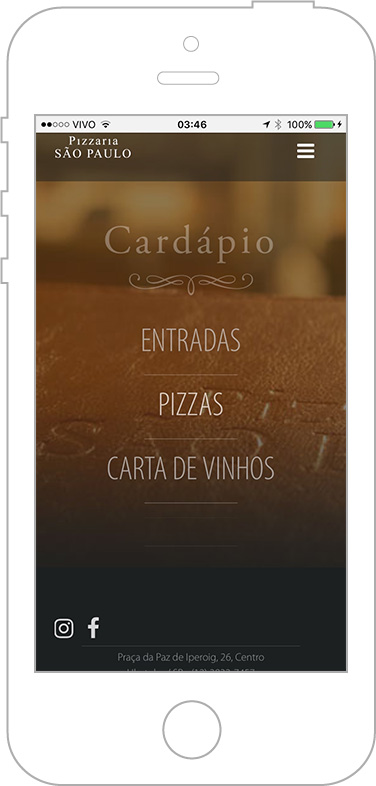 VIVO 03:46 100%
Pizzaria
SÃO PAULO
Cardápio
ENTRADAS
PIZZAS
CARTA DE VINHOS
Praça da Paz de Iperoig, 26, Centro